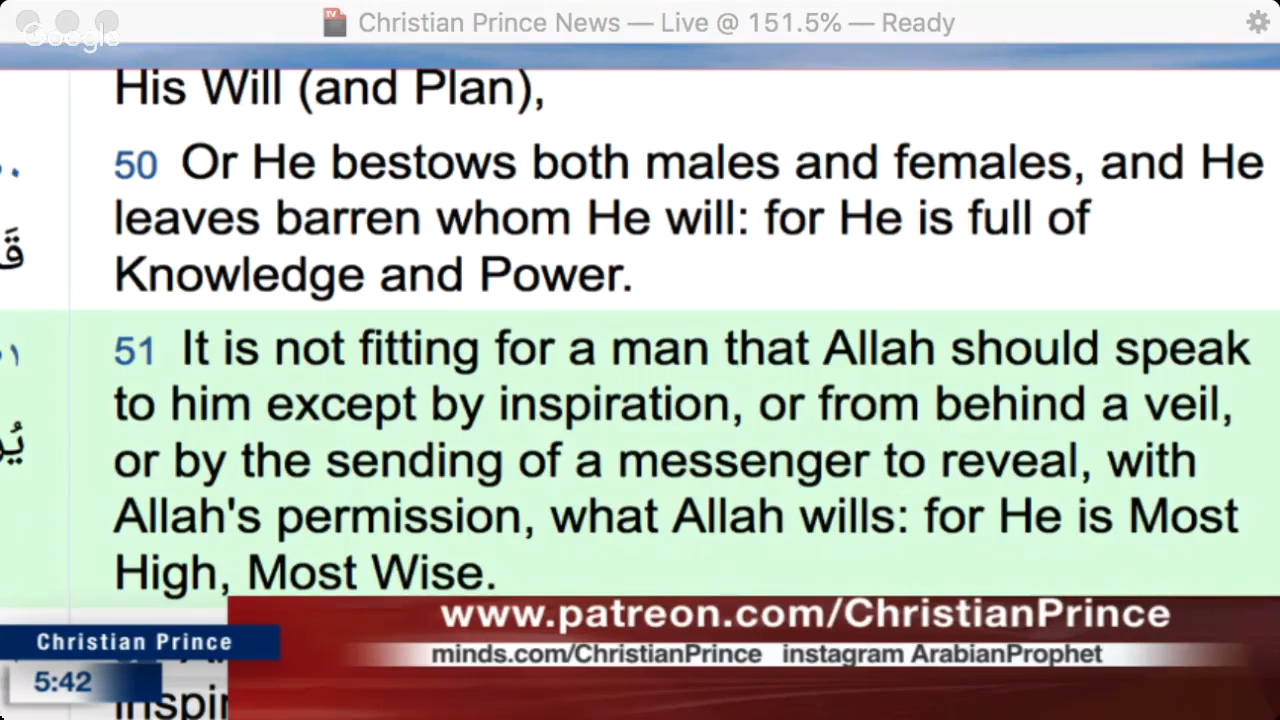 Christian Prince News — Live @ 151.5% — Ready
Google
His Will (and Plan),
50 Or He bestows both males and females, and He
leaves barren whom He will: for He is full of
Knowledge and Power.
51 It is not fitting for a man that Allah should speak
to him except by inspiration, or from behind a veil,
or by the sending of a messenger to reveal, with
Allah's permission, what Allah wills: for He is Most
High, Most Wise.
www.patreon.com/ChristianPrince
Christian Prince
minds.com/ChristianPrince instagram ArabianProphet
5:42